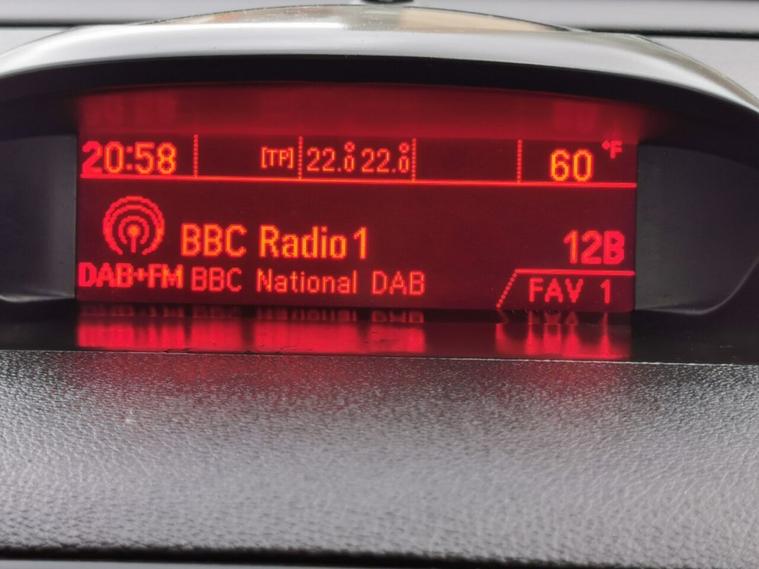 20:58 [TP] 22.0 22.0 60 °F
BBC Radio 1 12B
DAB+FM BBC National DAB FAV 1